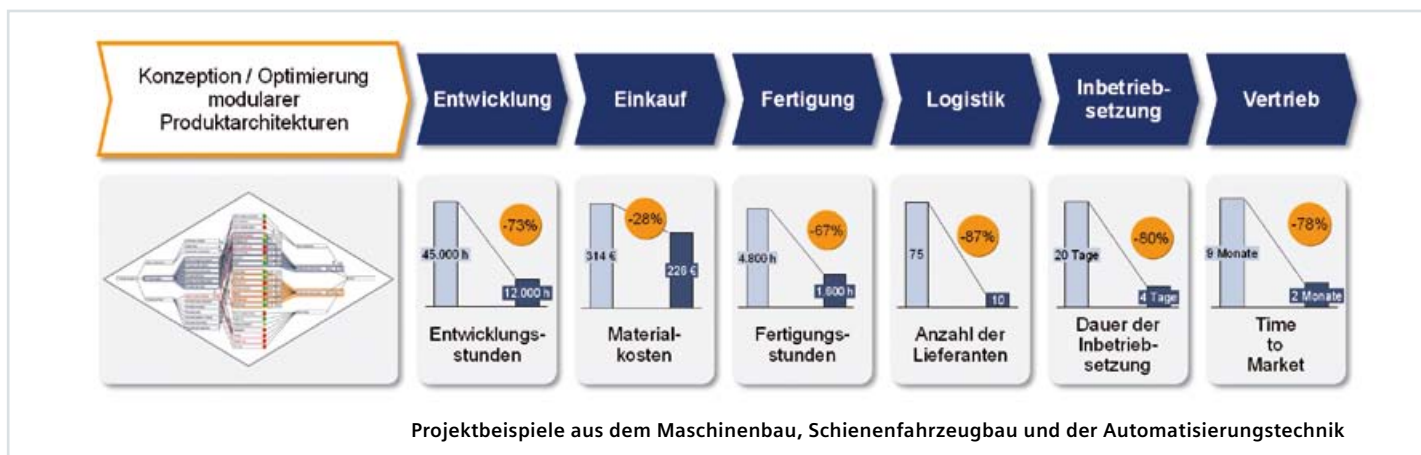 Konzeption / Optimierung
modularer
Produktarchitekturen
Entwicklung
Einkauf
Fertigung
Logistik
Inbetrieb-
setzung
Vertrieb
-73%
45.000 h
12.000 h
Entwicklungs-
stunden
-28%
314 €
226 €
Material-
kosten
-67%
4.800 h
1.600 h
Fertigungs-
stunden
-87%
75
10
Anzahl der
Lieferanten
-80%
20 Tage
4 Tage
Dauer der
Inbetrieb-
setzung
-78%
9 Monate
2 Monate
Time
to
Market
Projektbeispiele aus dem Maschinenbau, Schienenfahrzeugbau und der Automatisierungstechnik